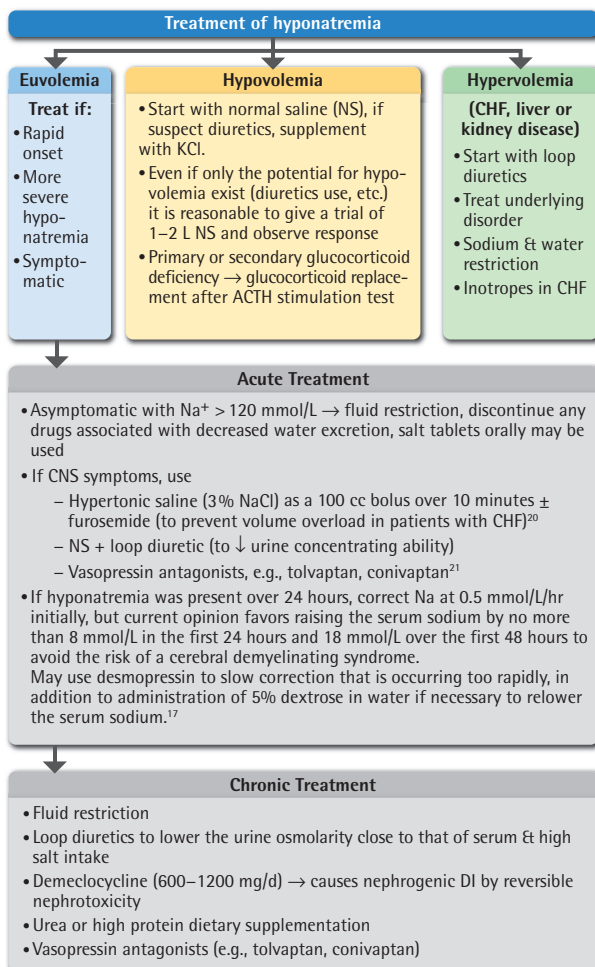 Treatment of hyponatremia
Euvolemia
Treat if:
• Rapid
onset
• More
severe
hypo-
natremia
• Sympto-
matic
Hypovolemia
• Start with normal saline (NS), if
suspect diuretics, supplement
with KCl.
• Even if only the potential for hypo-
volemia exist (diuretics use, etc.)
it is reasonable to give a trial of
1–2 L NS and observe response
• Primary or secondary glucocorticoid
deficiency → glucocorticoid replace-
ment after ACTH stimulation test
Hypervolemia
(CHF, liver or
kidney disease)
• Start with loop
diuretics
• Treat underlying
disorder
• Sodium & water
restriction
• Inotropes in CHF
Acute Treatment
• Asymptomatic with Na⁺ > 120 mmol/L → fluid restriction, discontinue any
drugs associated with decreased water excretion, salt tablets orally may be
used
• If CNS symptoms, use
– Hypertonic saline (3% NaCl) as a 100 cc bolus over 10 minutes ±
furosemide (to prevent volume overload in patients with CHF)²⁰
– NS + loop diuretic (to ↓ urine concentrating ability)
– Vasopressin antagonists, e.g., tolvaptan, conivaptan²¹
• If hyponatremia was present over 24 hours, correct Na at 0.5 mmol/L/hr
initially, but current opinion favors raising the serum sodium by no more
than 8 mmol/L in the first 24 hours and 18 mmol/L over the first 48 hours to
avoid the risk of a cerebral demyelinating syndrome.
May use desmopressin to slow correction that is occurring too rapidly, in
addition to administration of 5% dextrose in water if necessary to relower
the serum sodium.¹⁷
Chronic Treatment
• Fluid restriction
• Loop diuretics to lower the urine osmolarity close to that of serum & high
salt intake
• Demeclocycline (600–1200 mg/d) → causes nephrogenic DI by reversible
nephrotoxicity
• Urea or high protein dietary supplementation
• Vasopressin antagonists (e.g., tolvaptan, conivaptan)